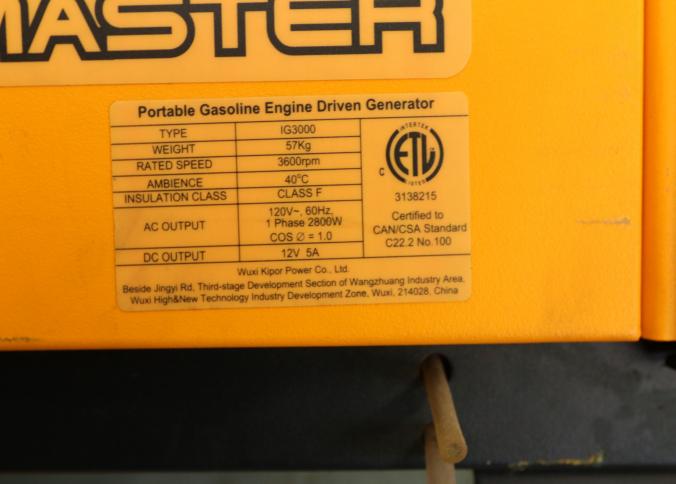 MASTER
Portable Gasoline Engine Driven Generator
TYPE IG3000
WEIGHT 57Kg
RATED SPEED 3600rpm
AMBIENCE 40°C
INSULATION CLASS CLASS F
AC OUTPUT 120V~, 60Hz,
1 Phase 2800W
COS ∅ = 1.0
DC OUTPUT 12V 5A
INTERTEK
C ETL
LISTED
3138215
Certified to
CAN/CSA Standard
C22.2 No.100
Wuxi Kipor Power Co., Ltd.
Beside Jingyi Rd, Third-stage Development Section of Wangzhuang Industry Area,
Wuxi High&New Technology Industry Development Zone, Wuxi, 214028, China